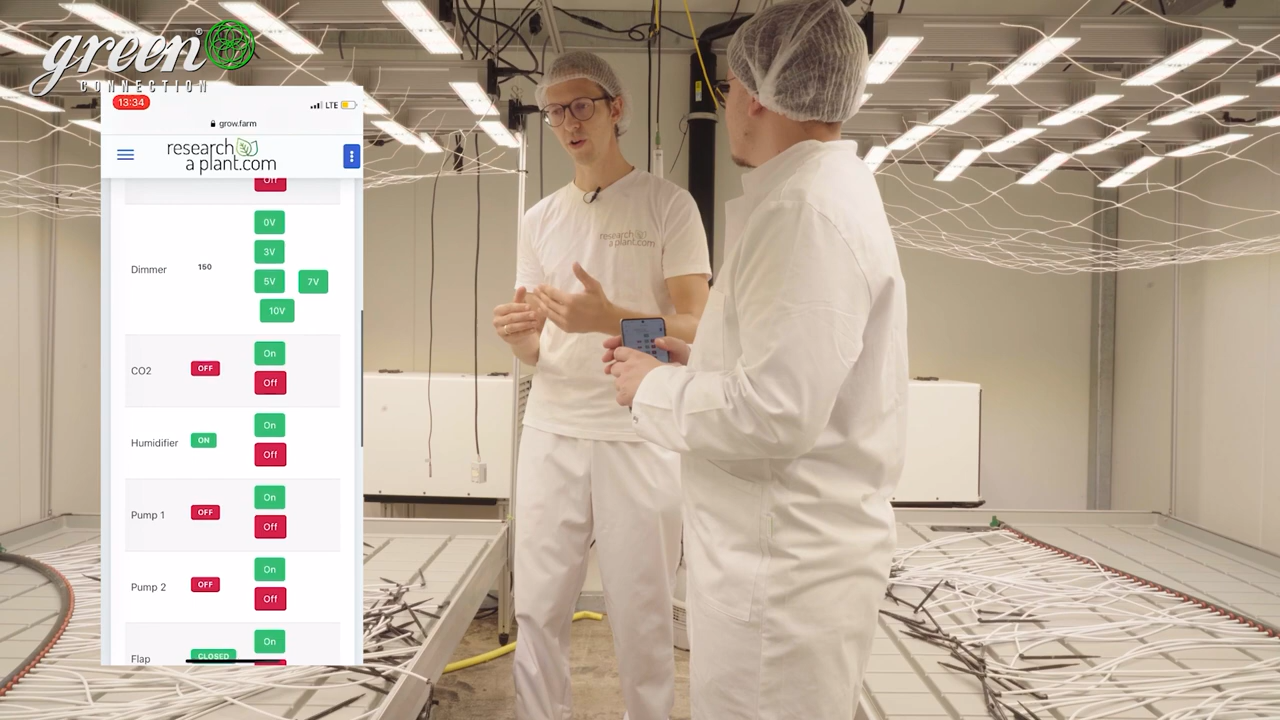 green®
CONNECTION
13:34
LTE
grow.farm
research
a plant.com
Off
0V
3V
Dimmer 150
5V 7V
10V
On
CO2 OFF
Off
On
Humidifier ON
Off
On
Pump 1 OFF
Off
On
Pump 2 OFF
Off
On
Flap CLOSED
research
a plant.com